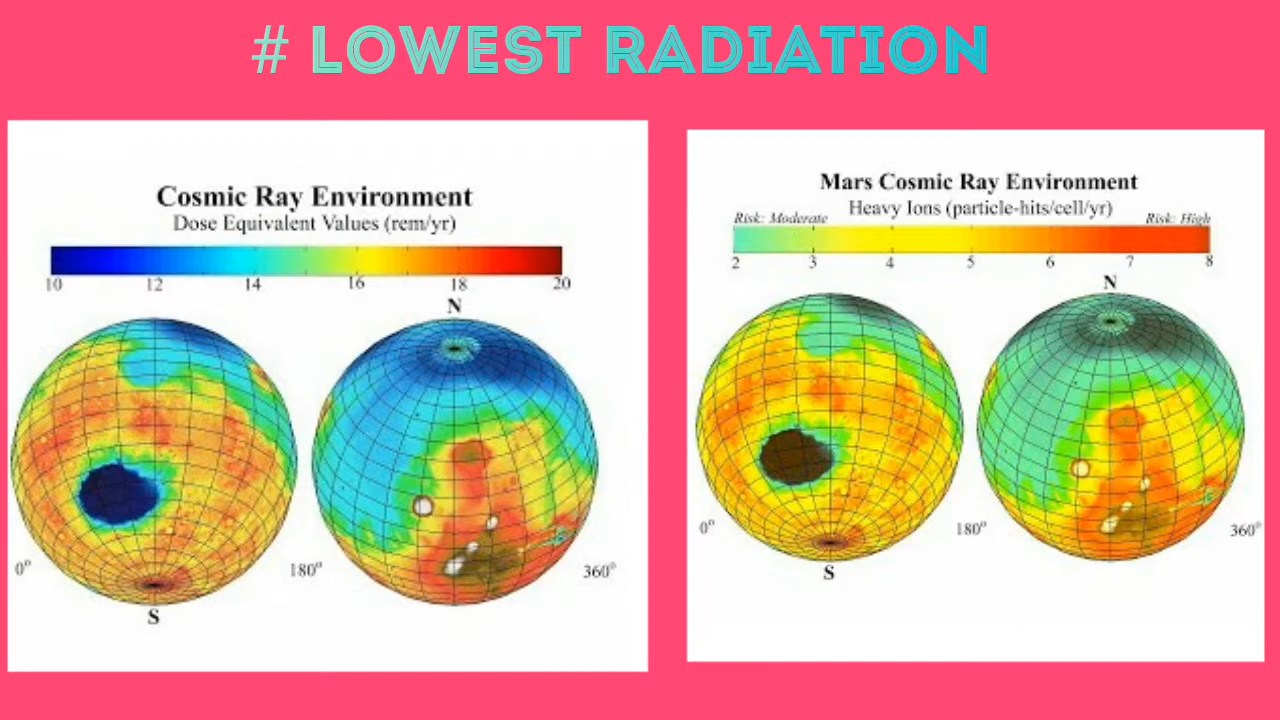 # LOWEST RADIATION
Cosmic Ray Environment
Dose Equivalent Values (rem/yr)
10 12 14 16 18 20
N
0° 180° 360°
S
Mars Cosmic Ray Environment
Heavy Ions (particle-hits/cell/yr)
Risk: Moderate Risk: High
2 3 4 5 6 7 8
N
0° 180° 360°
S